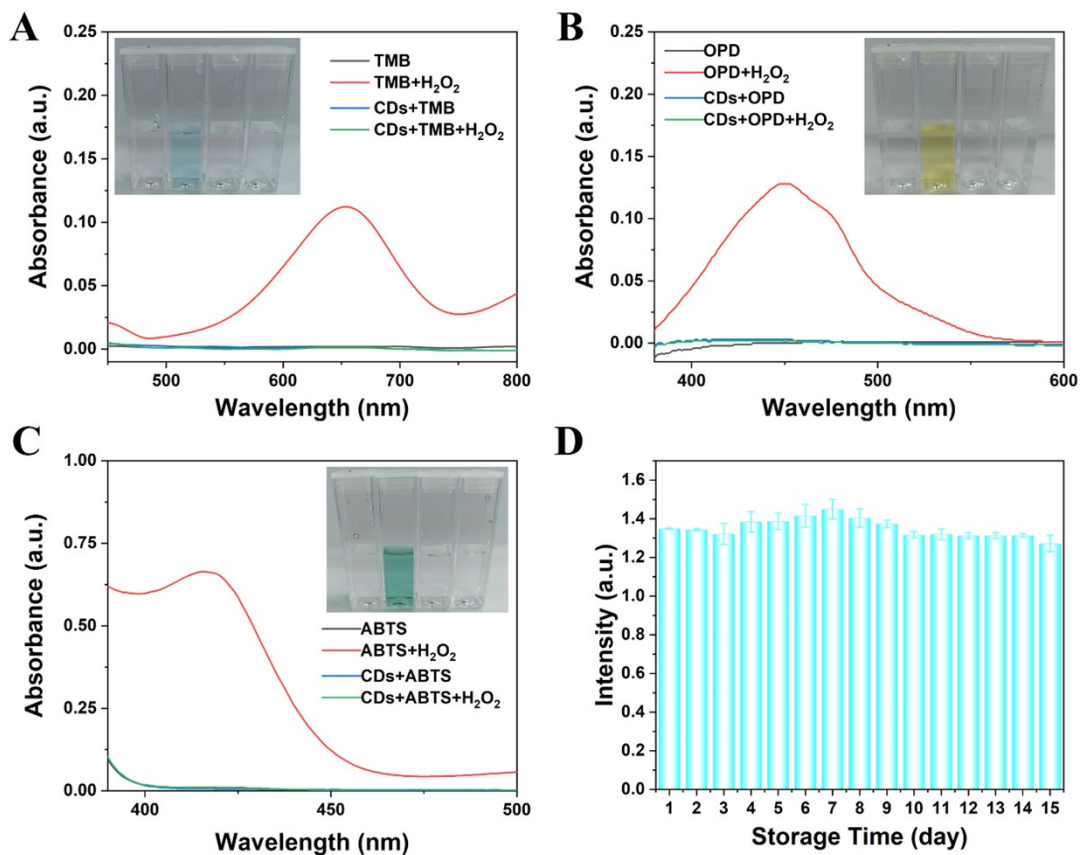 A
Absorbance (a.u.)
0.25
0.20
0.15
0.10
0.05
0.00
TMB
TMB+H₂O₂
CDs+TMB
CDs+TMB+H₂O₂
500 600 700 800
Wavelength (nm)
B
Absorbance (a.u.)
0.25
0.20
0.15
0.10
0.05
0.00
OPD
OPD+H₂O₂
CDs+OPD
CDs+OPD+H₂O₂
400 500 600
Wavelength (nm)
C
Absorbance (a.u.)
1.00
0.75
0.50
0.25
0.00
ABTS
ABTS+H₂O₂
CDs+ABTS
CDs+ABTS+H₂O₂
400 450 500
Wavelength (nm)
D
Intensity (a.u.)
1.6
1.4
1.2
1.0
0.8
0.6
0.4
0.2
0.0
1 2 3 4 5 6 7 8 9 10 11 12 13 14 15
Storage Time (day)